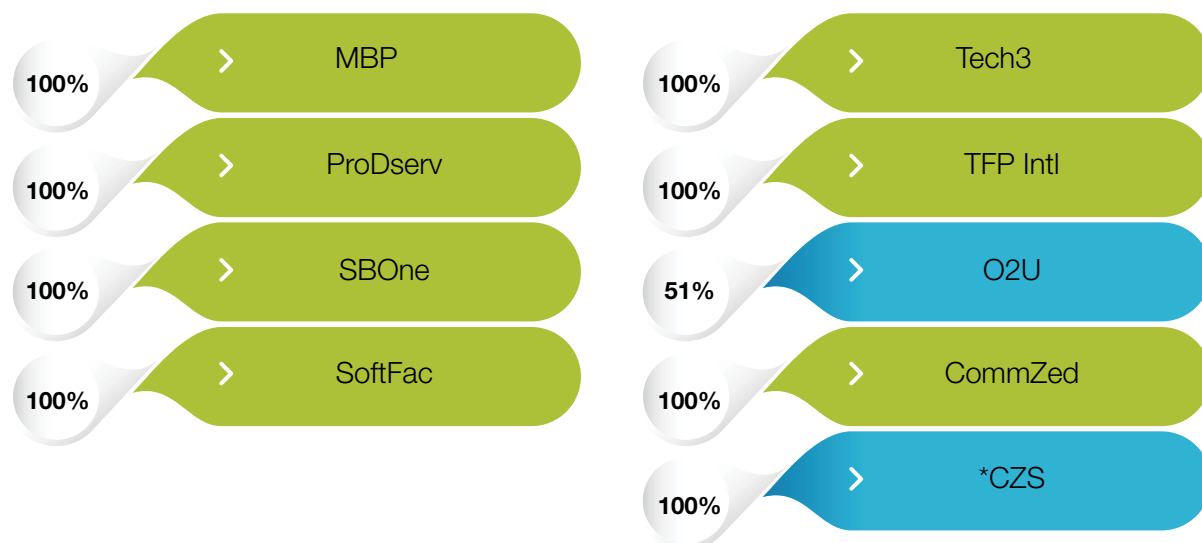 100% MBP
100% ProDserv
100% SBOne
100% SoftFac
100% Tech3
100% TFP Intl
51% O2U
100% CommZed
100% *CZS